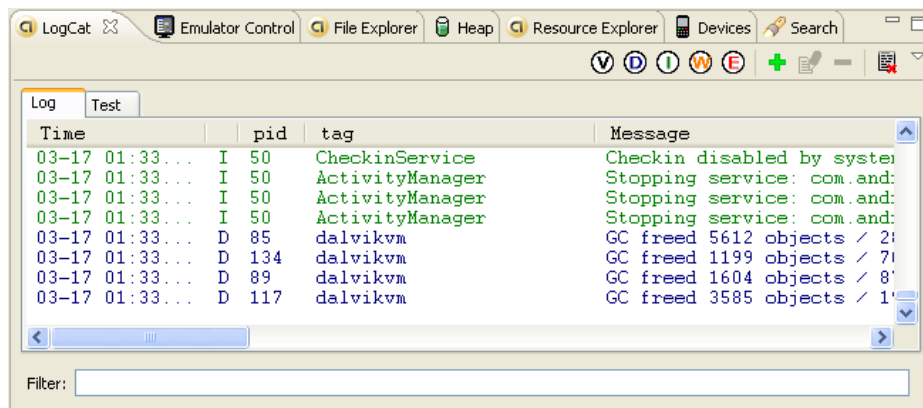 LogCat Emulator Control File Explorer Heap Resource Explorer Devices Search
V D I W E
Log Test
Time pid tag Message
03-17 01:33... I 50 CheckinService Checkin disabled by system
03-17 01:33... I 50 ActivityManager Stopping service: com.and
03-17 01:33... I 50 ActivityManager Stopping service: com.and
03-17 01:33... I 50 ActivityManager Stopping service: com.and
03-17 01:33... D 85 dalvikvm GC freed 5612 objects / 2
03-17 01:33... D 134 dalvikvm GC freed 1199 objects / 7
03-17 01:33... D 89 dalvikvm GC freed 1604 objects / 8
03-17 01:33... D 117 dalvikvm GC freed 3585 objects / 1
Filter: